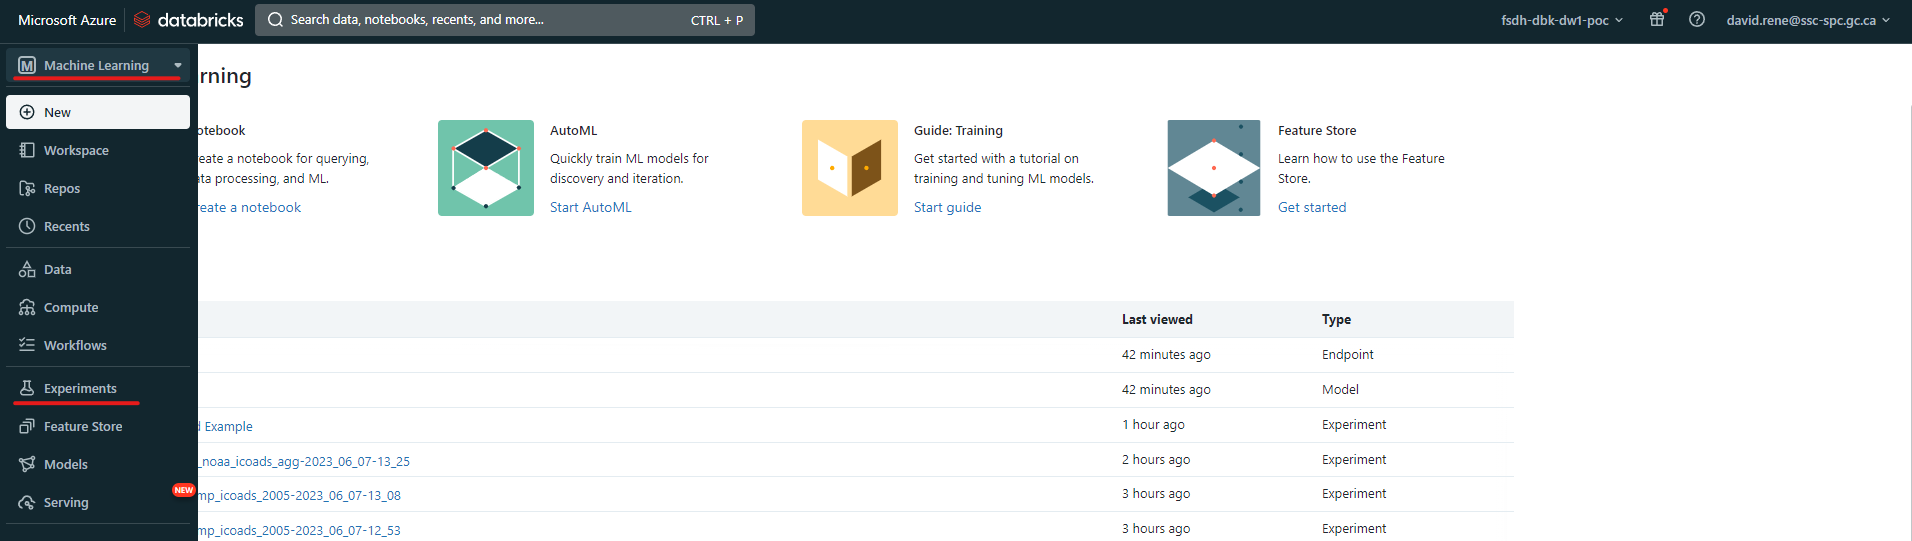 Microsoft Azure databricks Search data, notebooks, recents, and more... CTRL + P fsdh-dbk-dw1-poc david.rene@ssc-spc.gc.ca
M Machine Learning
New
Workspace
Repos
Recents
Data
Compute
Workflows
Experiments
Feature Store
Models
Serving NEW
rning
otebook
reate a notebook for querying,
ata processing, and ML.
reate a notebook
AutoML
Quickly train ML models for
discovery and iteration.
Start AutoML
Guide: Training
Get started with a tutorial on
training and tuning ML models.
Start guide
Feature Store
Learn how to use the Feature
Store.
Get started
Last viewed Type
42 minutes ago Endpoint
42 minutes ago Model
d Example 1 hour ago Experiment
_noaa_icoads_agg-2023_06_07-13_25 2 hours ago Experiment
mp_icoads_2005-2023_06_07-13_08 3 hours ago Experiment
mp_icoads_2005-2023_06_07-12_53 3 hours ago Experiment